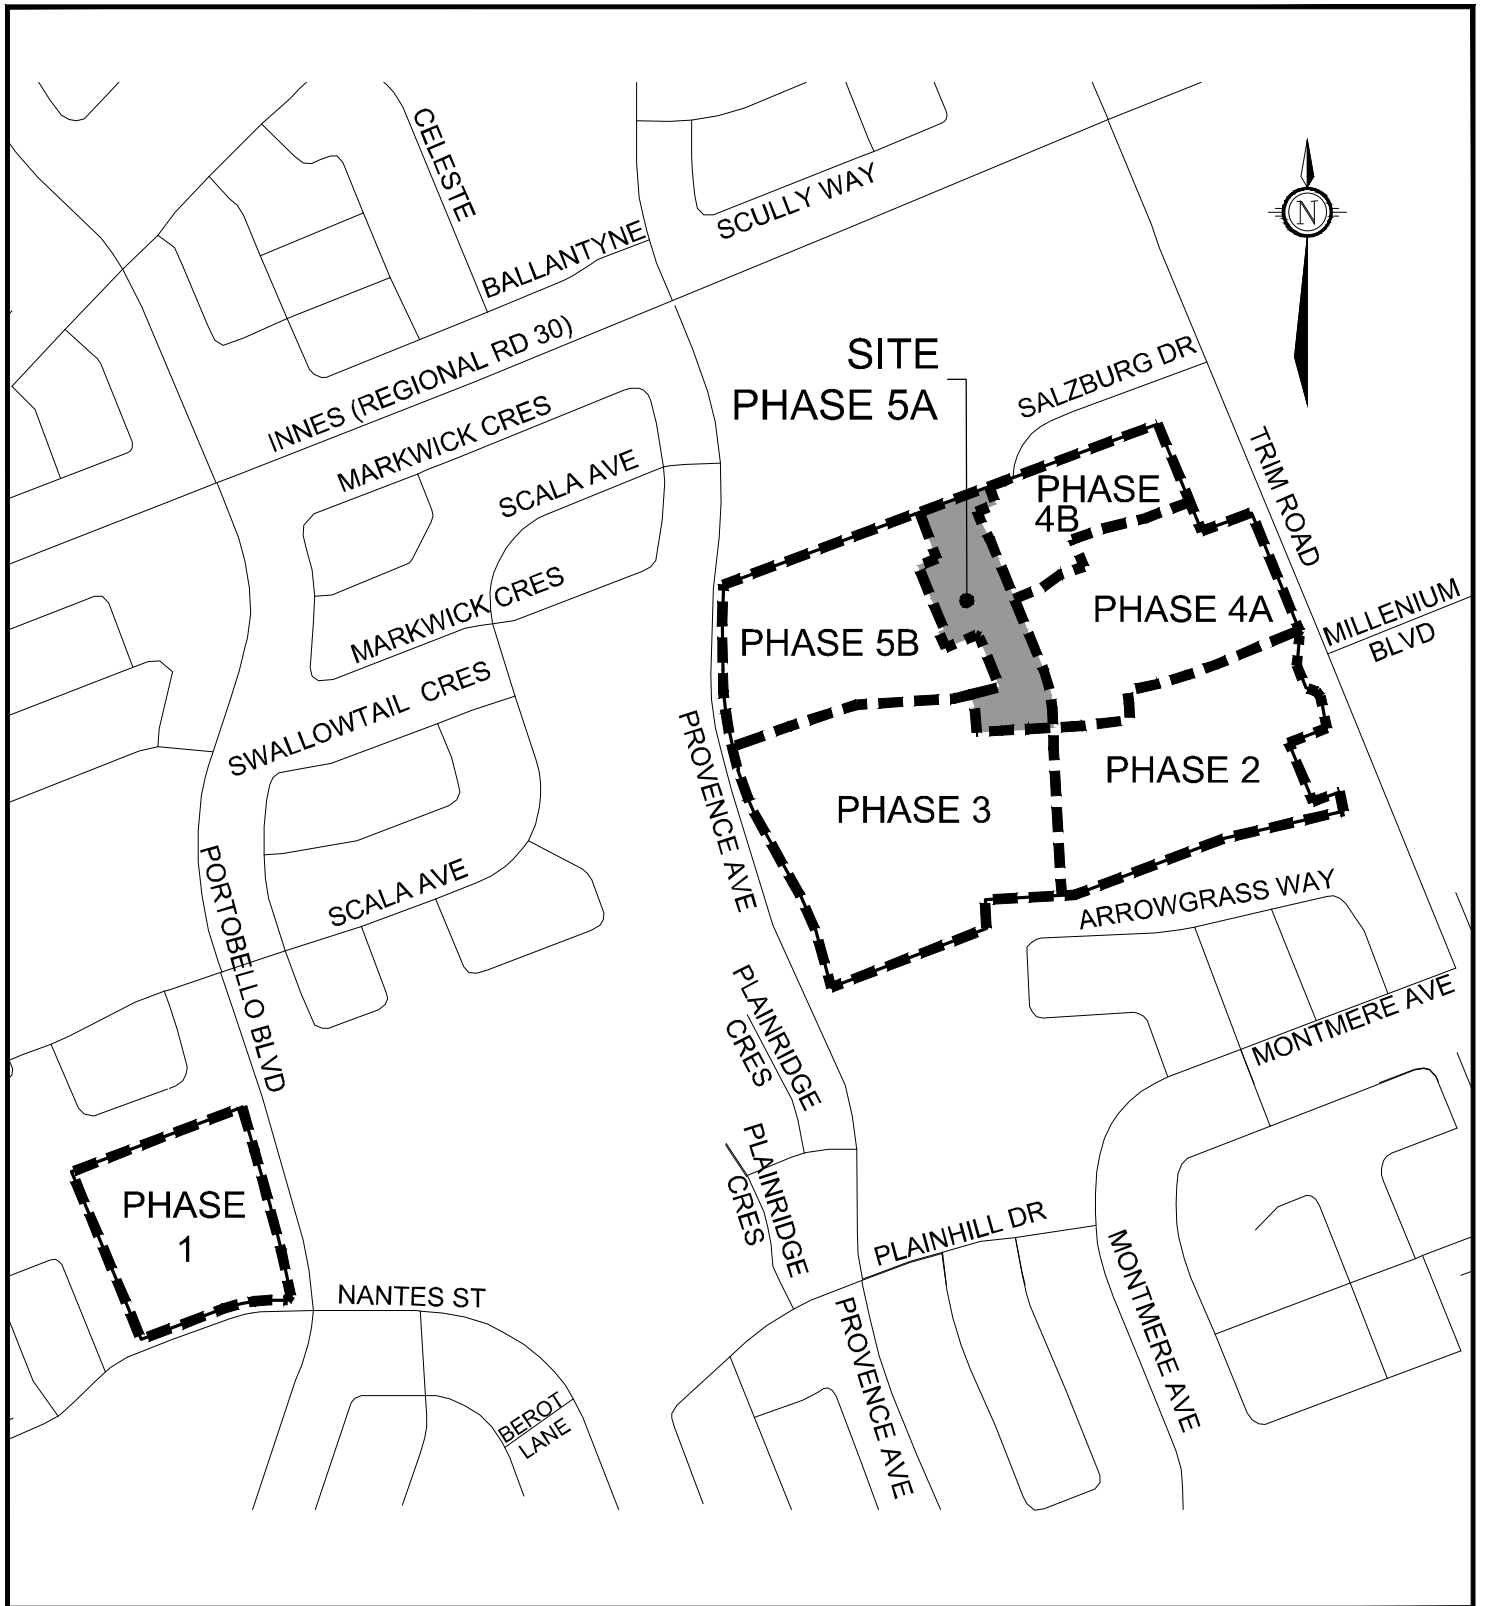 CELESTE
SCULLY WAY
BALLANTYNE
N
INNES (REGIONAL RD 30)
SITE
PHASE 5A
SALZBURG DR
MARKWICK CRES
SCALA AVE
TRIM ROAD
PHASE
4B
MARKWICK CRES
PHASE 4A
MILLENIUM
BLVD
PHASE 5B
SWALLOWTAIL CRES
PROVENCE AVE
PHASE 2
PHASE 3
PORTOBELLO BLVD
SCALA AVE
ARROWGRASS WAY
PLAINRIDGE
CRES
MONTMERE AVE
PLAINRIDGE
CRES
PHASE
1
PLAINHILL DR
MONTMERE AVE
NANTES ST
PROVENCE AVE
BEROT
LANE